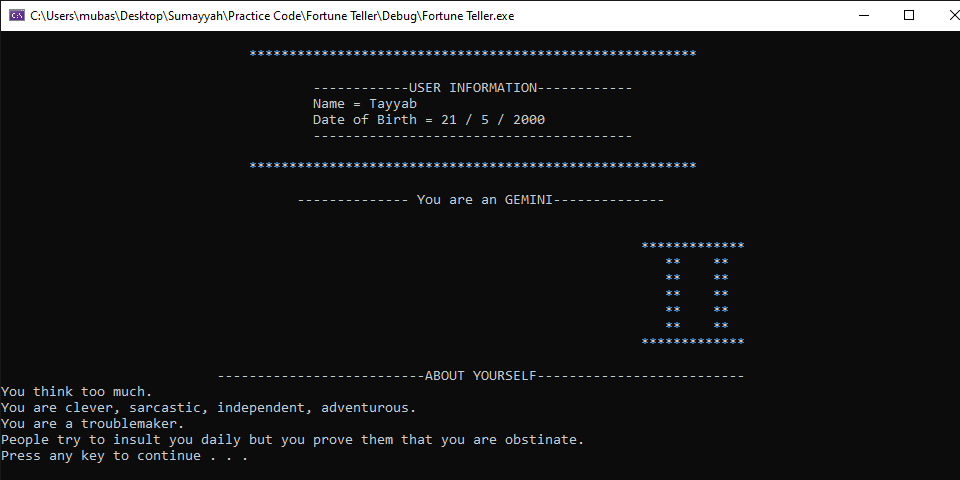 C:\Users\mubas\Desktop\Sumayyah\Practice Code\Fortune Teller\Debug\Fortune Teller.exe
********************************************************
------------USER INFORMATION------------
Name = Tayyab
Date of Birth = 21 / 5 / 2000
----------------------------------------
********************************************************
-------------- You are an GEMINI--------------
*************
**    **
**    **
**    **
**    **
**    **
*************
--------------------------ABOUT YOURSELF--------------------------
You think too much.
You are clever, sarcastic, independent, adventurous.
You are a troublemaker.
People try to insult you daily but you prove them that you are obstinate.
Press any key to continue . . .